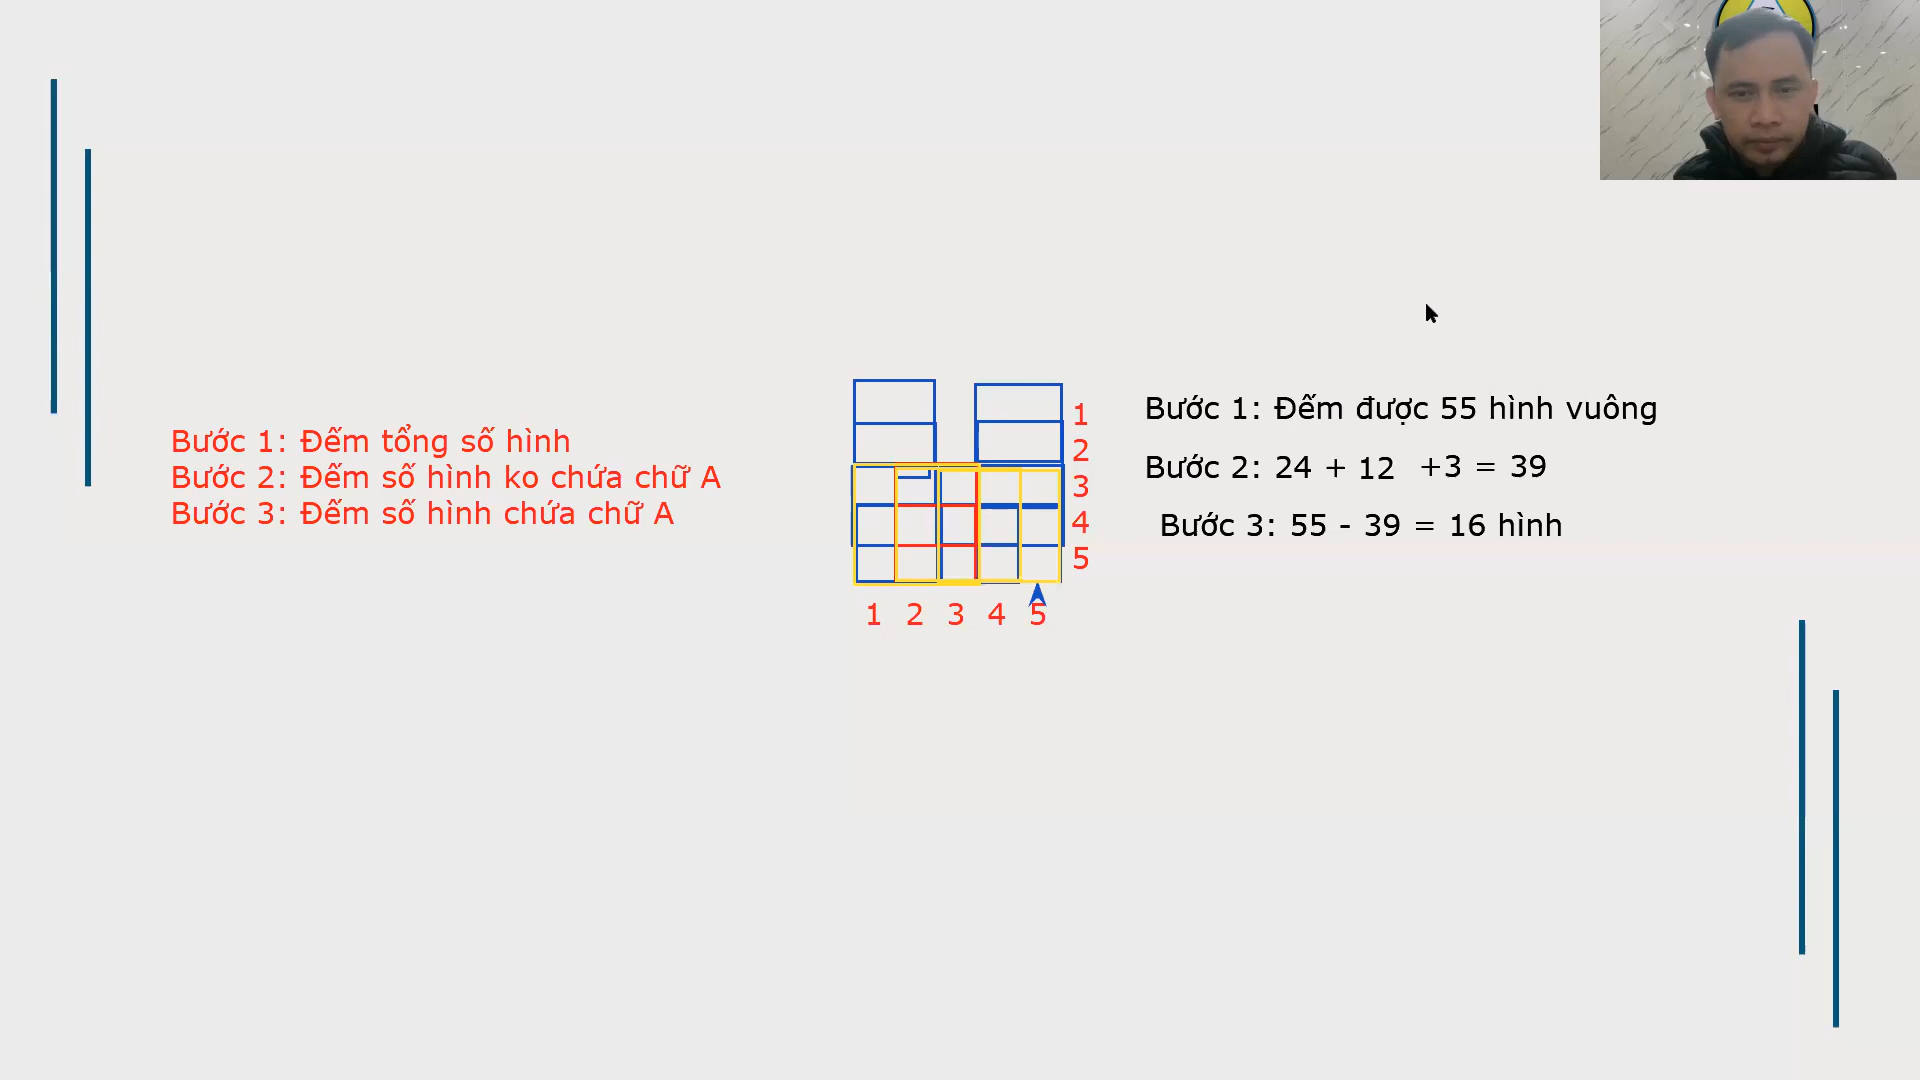 Bước 1: Đếm tổng số hình
Bước 2: Đếm số hình ko chứa chữ A
Bước 3: Đếm số hình chứa chữ A
1
2
3
4
5
1 2 3 4 5
Bước 1: Đếm được 55 hình vuông
Bước 2: 24 + 12 +3 = 39
Bước 3: 55 - 39 = 16 hình